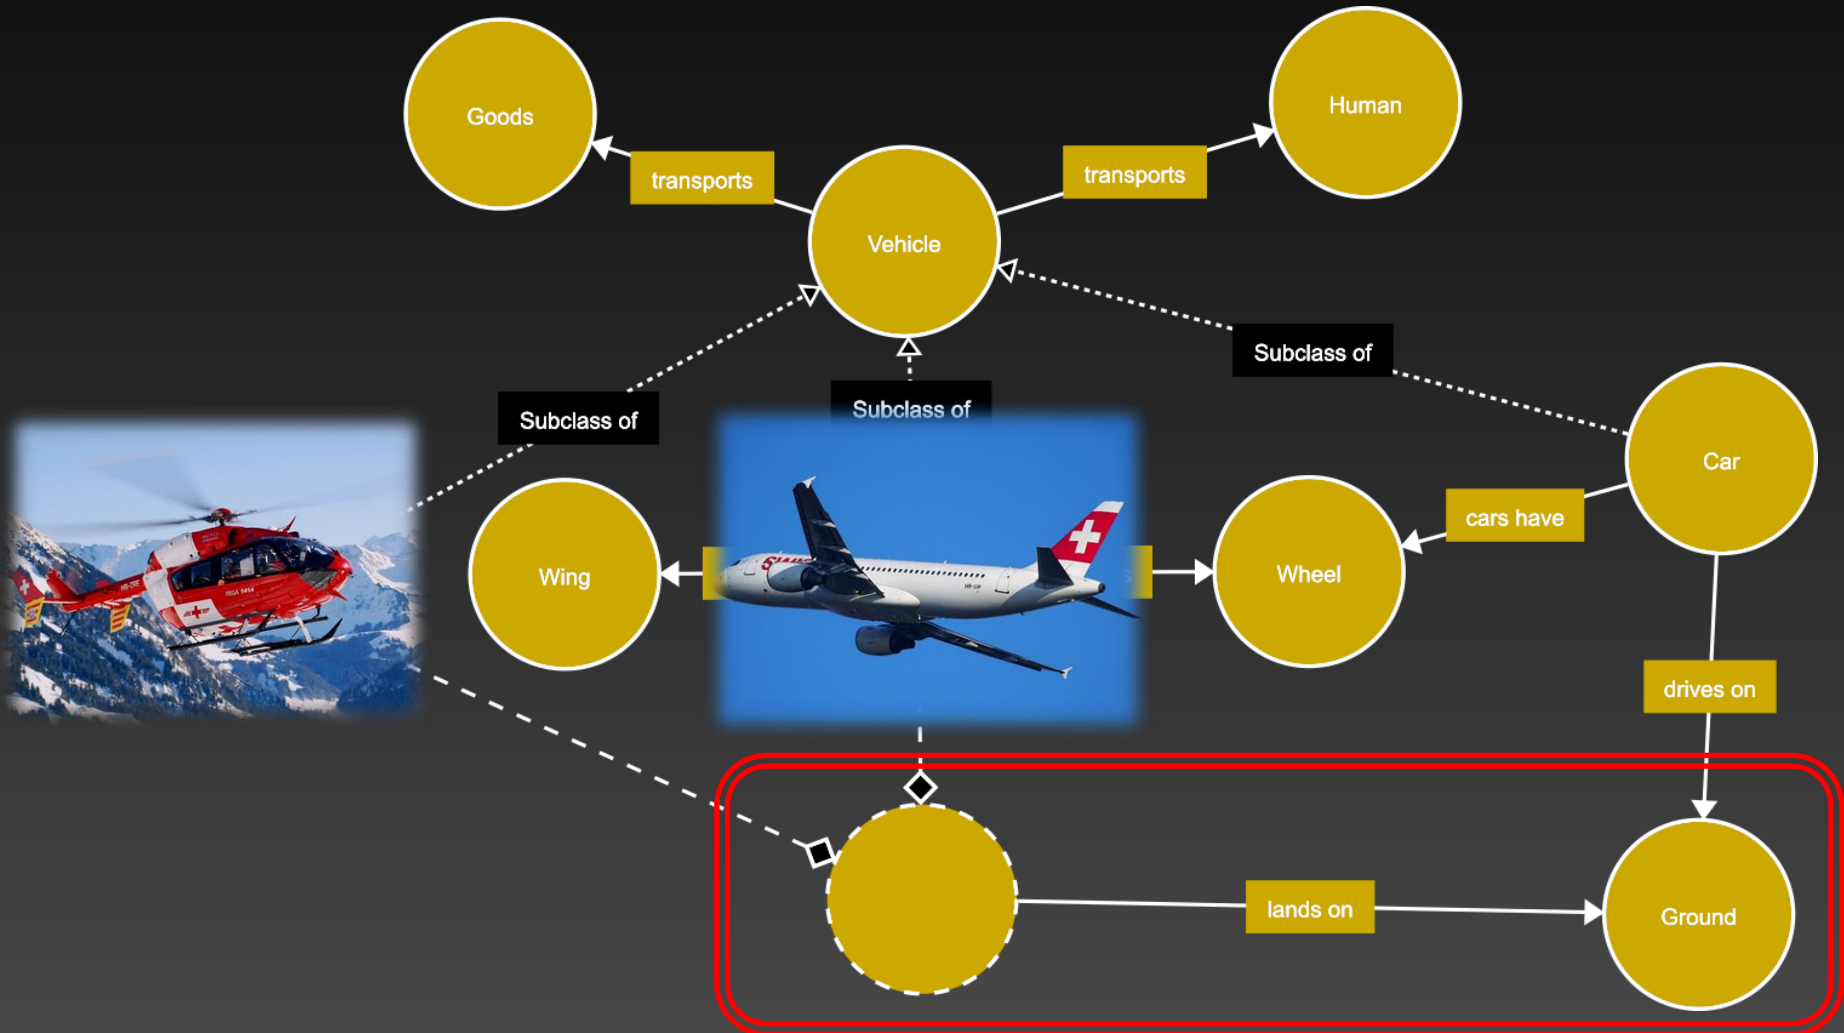 Goods
Human
transports
transports
Vehicle
Subclass of
Subclass of
Subclass of
Car
cars have
Wing
Wheel
drives on
lands on
Ground